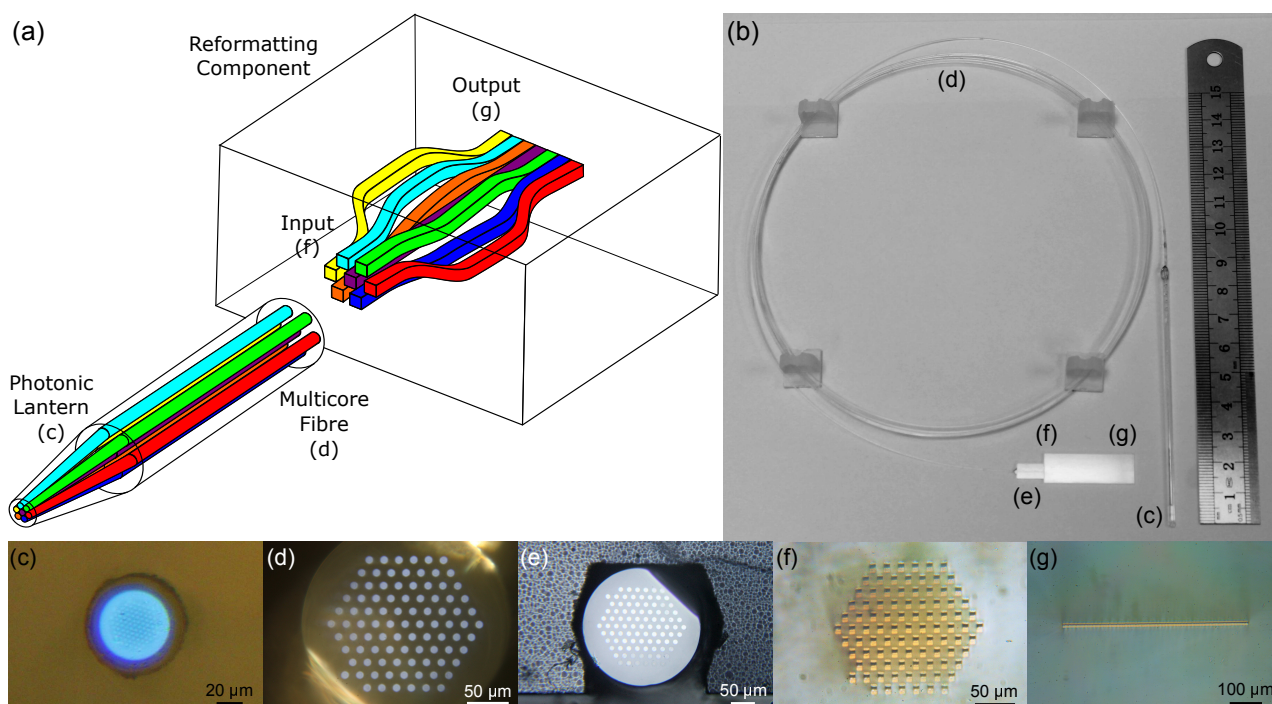 (a)
Reformatting
Component
Output
(g)
Input
(f)
Photonic
Lantern
(c)
Multicore
Fibre
(d)
(b)
(d)
15
14
13
12
11
10
9
8
7
6
5
4
3
2
1
(f)
(g)
(e)
(c)
(c)
20 µm
(d)
50 µm
(e)
50 µm
(f)
50 µm
(g)
100 µm